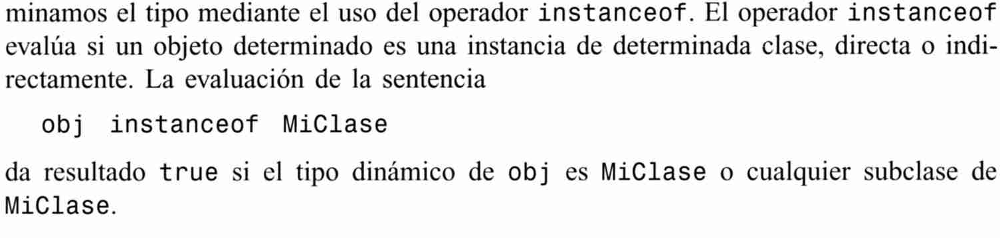 minamos el tipo mediante el uso del operador instanceof. El operador instanceof
evalúa si un objeto determinado es una instancia de determinada clase, directa o indi-
rectamente. La evaluación de la sentencia
obj instanceof MiClase
da resultado true si el tipo dinámico de obj es MiClase o cualquier subclase de
MiClase.